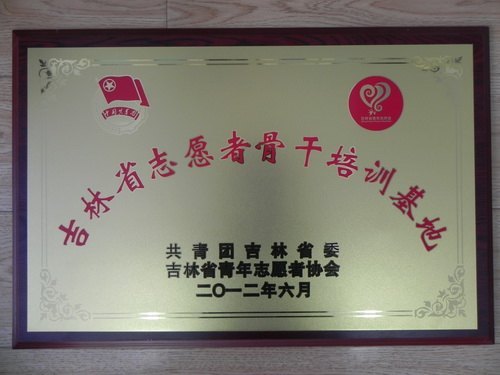 吉林省志愿者骨干培训基地
共青团吉林省委
吉林省青年志愿者协会
二〇一二年六月